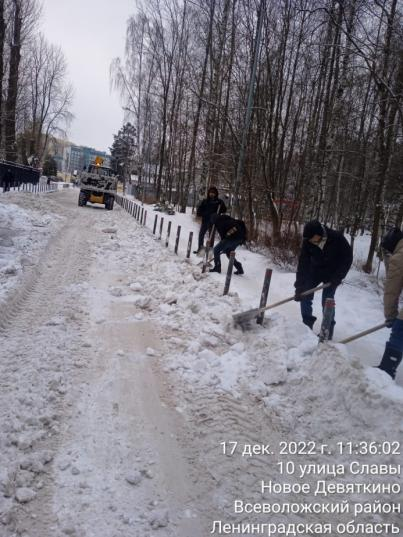 17 дек. 2022 г. 11:36:02
10 улица Славы
Новое Девяткино
Всеволожский район
Ленинградская область